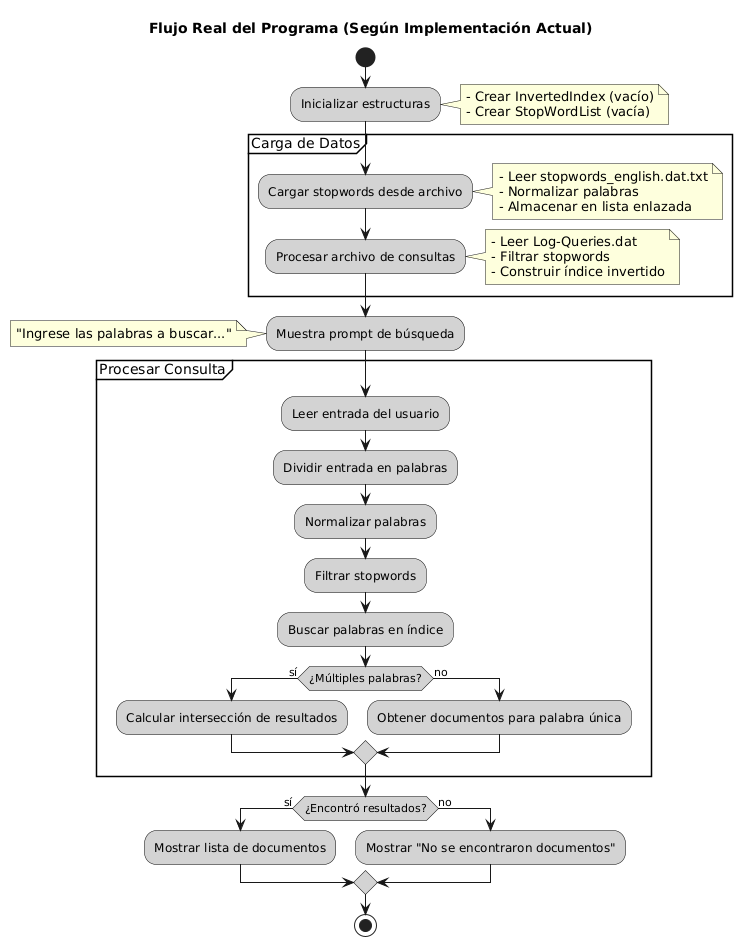 Flujo Real del Programa (Según Implementación Actual)
Inicializar estructuras
- Crear InvertedIndex (vacío)
- Crear StopWordList (vacía)
Carga de Datos
Cargar stopwords desde archivo
- Leer stopwords_english.dat.txt
- Normalizar palabras
- Almacenar en lista enlazada
Procesar archivo de consultas
- Leer Log-Queries.dat
- Filtrar stopwords
- Construir índice invertido
"Ingrese las palabras a buscar..."
Muestra prompt de búsqueda
Procesar Consulta
Leer entrada del usuario
Dividir entrada en palabras
Normalizar palabras
Filtrar stopwords
Buscar palabras en índice
sí
¿Múltiples palabras?
no
Calcular intersección de resultados
Obtener documentos para palabra única
sí
¿Encontró resultados?
no
Mostrar lista de documentos
Mostrar "No se encontraron documentos"